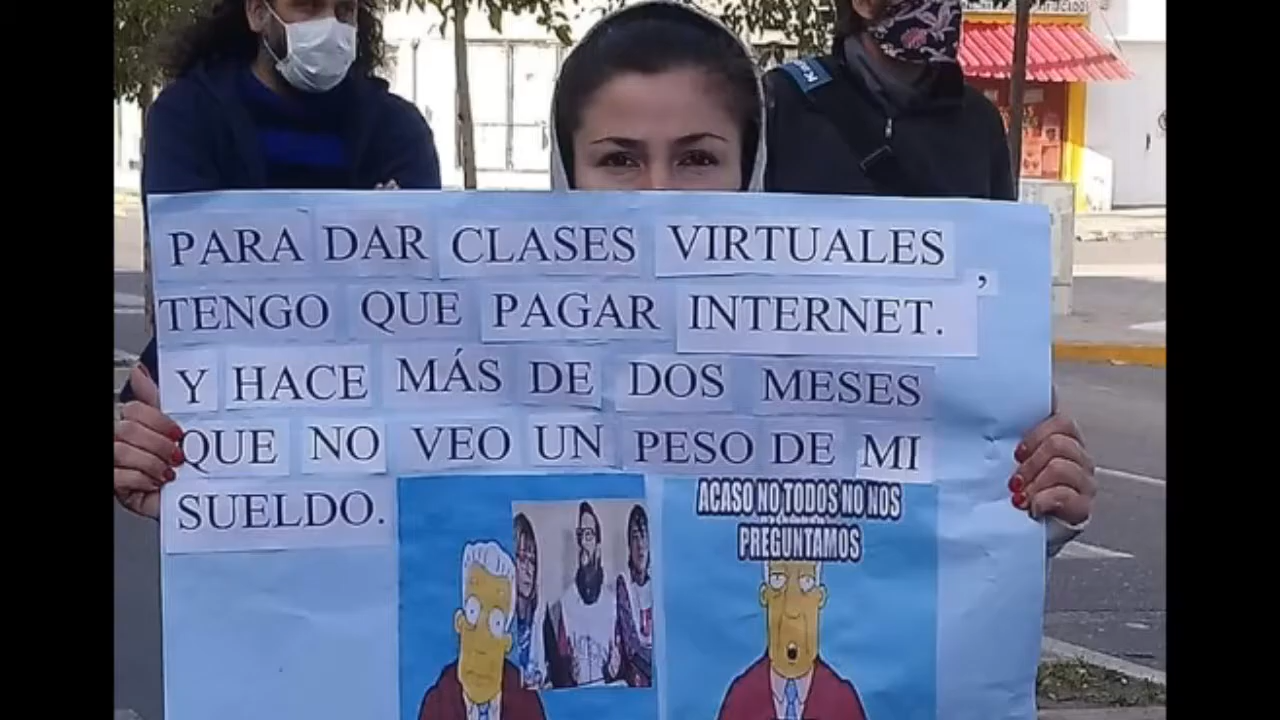 PARA DAR CLASES VIRTUALES,
TENGO QUE PAGAR INTERNET.
Y HACE MÁS DE DOS MESES
QUE NO VEO UN PESO DE MI
SUELDO.
ACASO NO TODOS NO NOS
PREGUNTAMOS